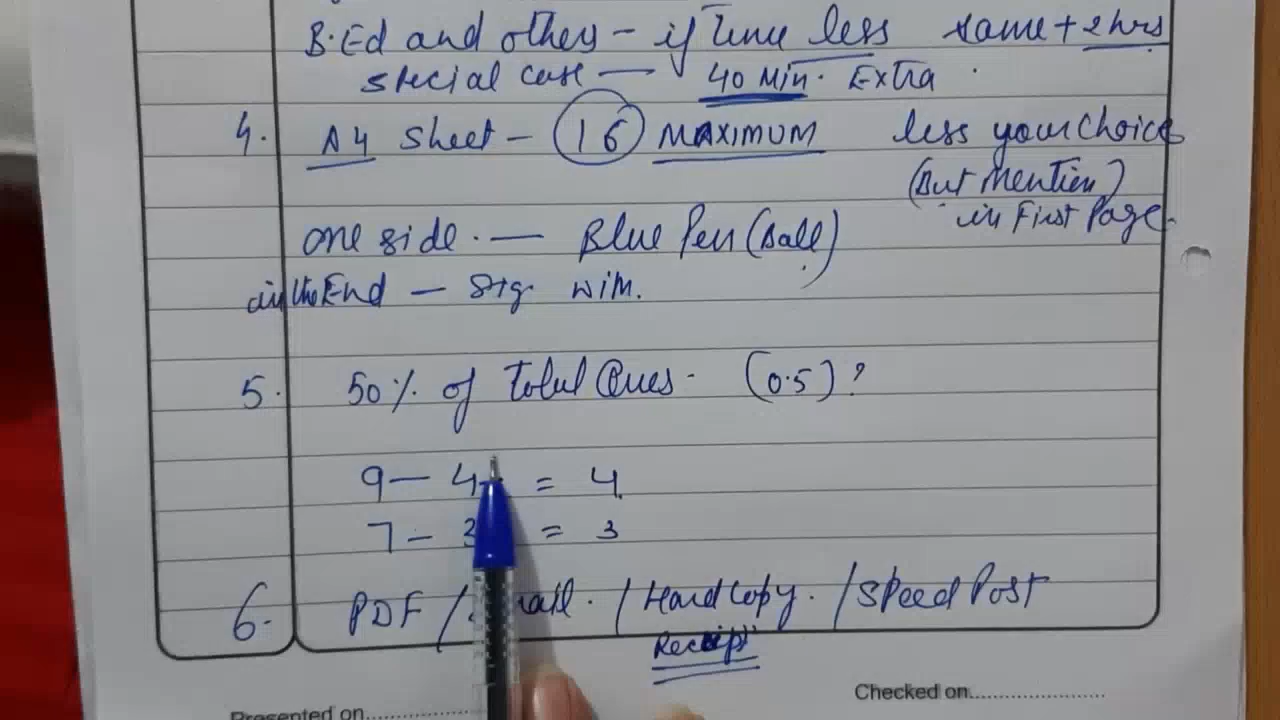 B.Ed and others - if Time less same + 2 hrs
special case — 40 Min. Extra
4. A4 Sheet - 16 MAXIMUM less your choice
(But Mention)
in First Page.
one side. — Blue Pen (Ball)
in the End - Sig. with.
5. 50% of Total Ques. (0.5)?
9 - 4 = 4
7 - 3 = 3
6. PDF / / Hard Copy. / Speed Post
Receipt
Checked on
Presented on